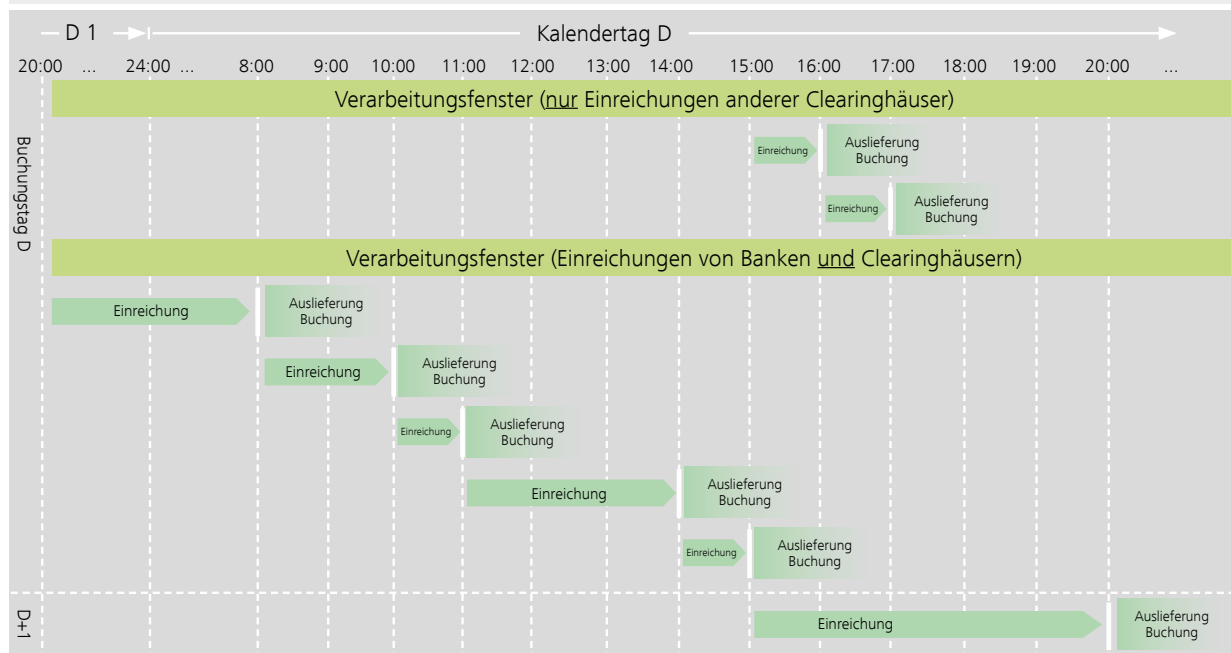 D 1 Kalendertag D
20:00 ... 24:00 ... 8:00 9:00 10:00 11:00 12:00 13:00 14:00 15:00 16:00 17:00 18:00 19:00 20:00 ...
Buchungstag D
Verarbeitungsfenster (nur Einreichungen anderer Clearinghäuser)
Einreichung
Auslieferung
Buchung
Einreichung
Auslieferung
Buchung
Verarbeitungsfenster (Einreichungen von Banken und Clearinghäusern)
Einreichung
Auslieferung
Buchung
Einreichung
Auslieferung
Buchung
Einreichung
Auslieferung
Buchung
Einreichung
Auslieferung
Buchung
Einreichung
Auslieferung
Buchung
D+1
Einreichung
Auslieferung
Buchung